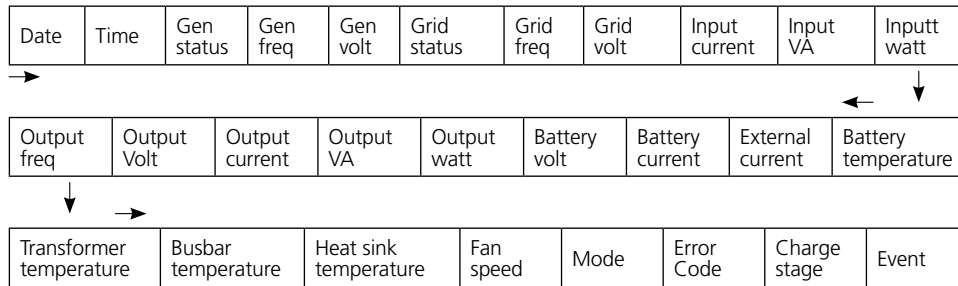 Date
Time
Gen
status
Gen
freq
Gen
volt
Grid
status
Grid
freq
Grid
volt
Input
current
Input
VA
Inputt
watt
Output
freq
Output
Volt
Output
current
Output
VA
Output
watt
Battery
volt
Battery
current
External
current
Battery
temperature
Transformer
temperature
Busbar
temperature
Heat sink
temperature
Fan
speed
Mode
Error
Code
Charge
stage
Event